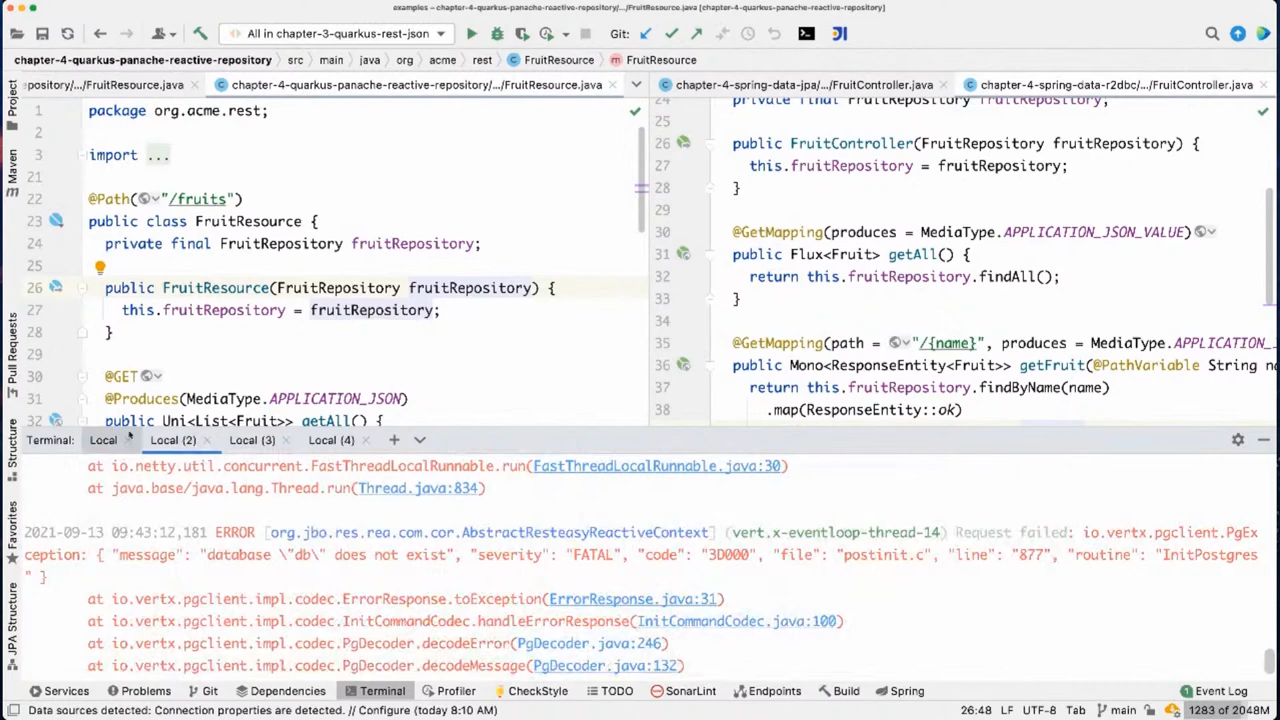 examples – chapter-4-quarkus-panache-reactive-repository/.../FruitResource.java [chapter-4-quarkus-panache-reactive-repository]
All in chapter-3-quarkus-rest-json
Git:
chapter-4-quarkus-panache-reactive-repository src main java org acme rest FruitResource FruitResource
epository/.../FruitResource.java
chapter-4-quarkus-panache-reactive-repository/.../FruitResource.java
chapter-4-spring-data-jpa/.../FruitController.java
chapter-4-spring-data-r2dbc/.../FruitController.java
Project
Maven
Pull Requests
Structure
Favorites
JPA Structure
1 package org.acme.rest;
2
3 import ...
21
22 @Path("/fruits")
23 public class FruitResource {
24 private final FruitRepository fruitRepository;
25
26 public FruitResource(FruitRepository fruitRepository) {
27 this.fruitRepository = fruitRepository;
28 }
29
30 @GET
31 @Produces(MediaType.APPLICATION_JSON)
32 public Uni<List<Fruit>> getAll() {
24 private final FruitRepository fruitRepository;
25
26 public FruitController(FruitRepository fruitRepository) {
27 this.fruitRepository = fruitRepository;
28 }
29
30 @GetMapping(produces = MediaType.APPLICATION_JSON_VALUE)
31 public Flux<Fruit> getAll() {
32 return this.fruitRepository.findAll();
33 }
34
35 @GetMapping(path = "/{name}", produces = MediaType.APPLICATION_J
36 public Mono<ResponseEntity<Fruit>> getFruit(@PathVariable String na
37 return this.fruitRepository.findByName(name)
38 .map(ResponseEntity::ok)
Terminal: Local Local (2) Local (3) Local (4)
at io.netty.util.concurrent.FastThreadLocalRunnable.run(FastThreadLocalRunnable.java:30)
at java.base/java.lang.Thread.run(Thread.java:834)
2021-09-13 09:43:12,181 ERROR [org.jbo.res.rea.com.cor.AbstractResteasyReactiveContext] (vert.x-eventloop-thread-14) Request failed: io.vertx.pgclient.PgEx
ception: { "message": "database \"db\" does not exist", "severity": "FATAL", "code": "3D000", "file": "postinit.c", "line": "877", "routine": "InitPostgres
" }
at io.vertx.pgclient.impl.codec.ErrorResponse.toException(ErrorResponse.java:31)
at io.vertx.pgclient.impl.codec.InitCommandCodec.handleErrorResponse(InitCommandCodec.java:100)
at io.vertx.pgclient.impl.codec.PgDecoder.decodeError(PgDecoder.java:246)
at io.vertx.pgclient.impl.codec.PgDecoder.decodeMessage(PgDecoder.java:132)
Services Problems Git Dependencies Terminal Profiler CheckStyle TODO SonarLint Endpoints Build Spring Event Log
Data sources detected: Connection properties are detected. // Configure (today 8:10 AM) 26:48 LF UTF-8 Tab main 1283 of 2048M